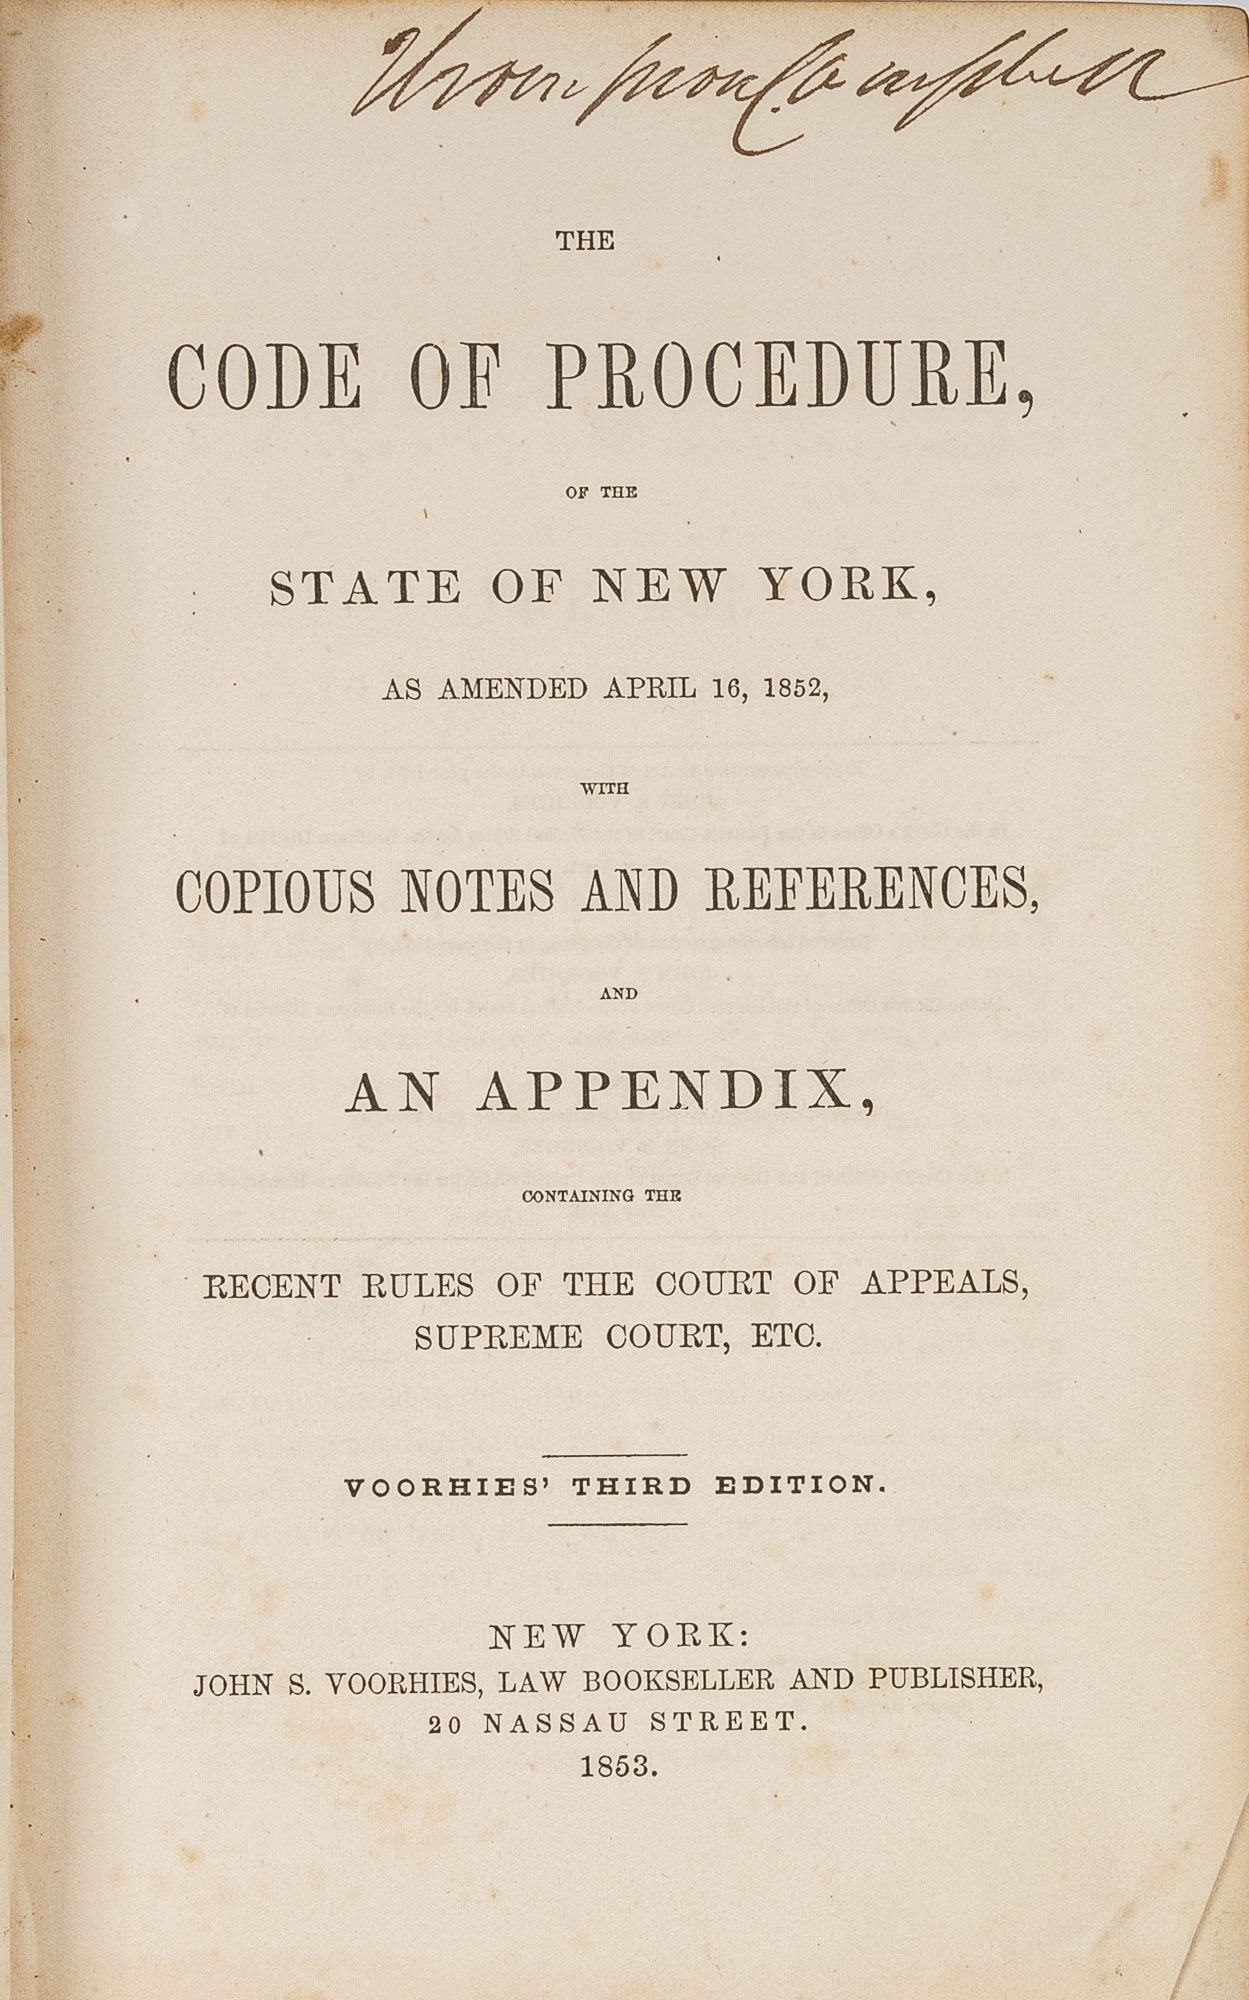 Thompson Campbell
THE
CODE OF PROCEDURE,
OF THE
STATE OF NEW YORK,
AS AMENDED APRIL 16, 1852,
WITH
COPIOUS NOTES AND REFERENCES,
AND
AN APPENDIX,
CONTAINING THE
RECENT RULES OF THE COURT OF APPEALS,
SUPREME COURT, ETC.
VOORHIES' THIRD EDITION.
NEW YORK:
JOHN S. VOORHIES, LAW BOOKSELLER AND PUBLISHER,
20 NASSAU STREET.
1853.